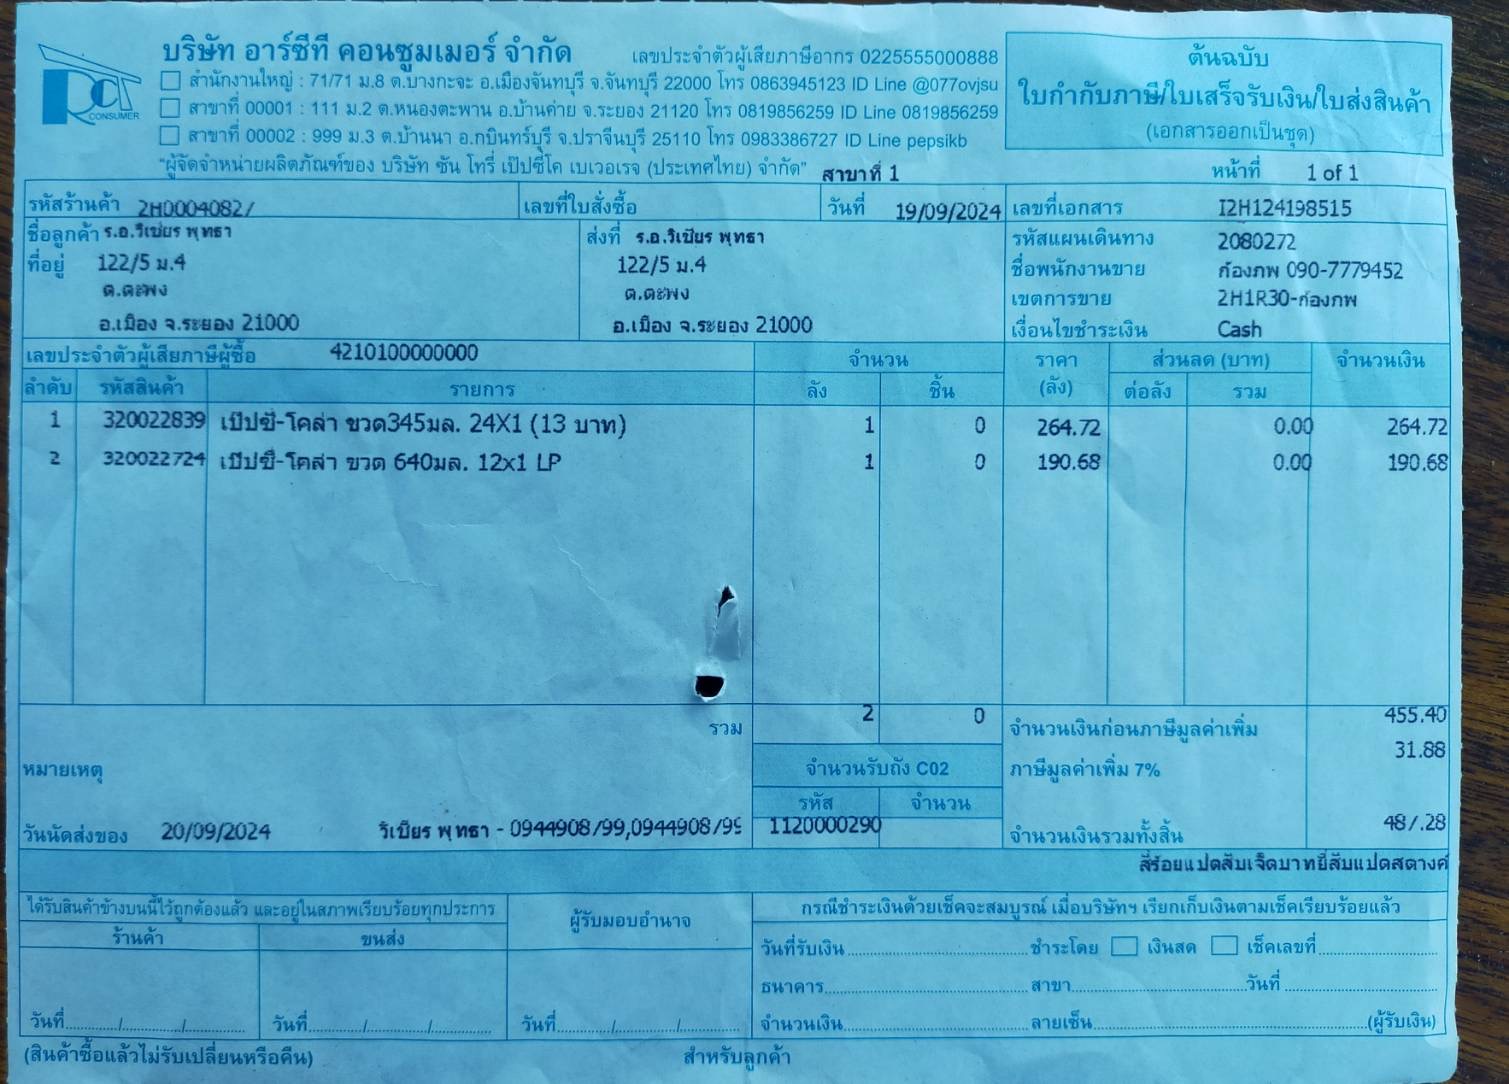 RCT CONSUMER
บริษัท อาร์ซีที คอนซูมเมอร์ จำกัด เลขประจำตัวผู้เสียภาษีอากร 0225555000888
สำนักงานใหญ่ : 71/71 ม.8 ต.บางกะจะ อ.เมืองจันทบุรี จ.จันทบุรี 22000 โทร 0863945123 ID Line @077ovjsu
สาขาที่ 00001 : 111 ม.2 ต.หนองตะพาน อ.บ้านค่าย จ.ระยอง 21120 โทร 0819856259 ID Line 0819856259
สาขาที่ 00002 : 999 ม.3 ต.บ้านนา อ.กบินทร์บุรี จ.ปราจีนบุรี 25110 โทร 0983386727 ID Line pepsikb
"ผู้จัดจำหน่ายผลิตภัณฑ์ของ บริษัท ซัน โทรี่ เป๊ปซี่โค เบเวอเรจ (ประเทศไทย) จำกัด" สาขาที่ 1
ต้นฉบับ
ใบกำกับภาษี/ใบเสร็จรับเงิน/ใบส่งสินค้า
(เอกสารออกเป็นชุด)
หน้าที่ 1 of 1
รหัสร้านค้า 2H0004082/ เลขที่ใบสั่งซื้อ วันที่ 19/09/2024 เลขที่เอกสาร I2H124198515
ชื่อลูกค้า ร.อ.วิเชียร พุทธา ส่งที่ ร.อ.วิเชียร พุทธา รหัสแผนเดินทาง 2080272
ที่อยู่ 122/5 ม.4 122/5 ม.4 ชื่อพนักงานขาย ก้องภพ 090-7779452
ต.ตะพง ต.ตะพง เขตการขาย 2H1R30-ก้องภพ
อ.เมือง จ.ระยอง 21000 อ.เมือง จ.ระยอง 21000 เงื่อนไขชำระเงิน Cash
เลขประจำตัวผู้เสียภาษีผู้ซื้อ 4210100000000 จำนวน ราคา (ลัง) ส่วนลด (บาท) จำนวนเงิน
ลำดับ รหัสสินค้า รายการ ลัง ชิ้น ต่อลัง รวม
1 320022839 เป๊ปซี่-โคล่า ขวด345มล. 24X1 (13 บาท) 1 0 264.72 0.00 264.72
2 320022724 เป๊ปซี่-โคล่า ขวด 640มล. 12x1 LP 1 0 190.68 0.00 190.68
รวม 2 0 จำนวนเงินก่อนภาษีมูลค่าเพิ่ม 455.40
หมายเหตุ จำนวนรับถัง C02 ภาษีมูลค่าเพิ่ม 7% 31.88
รหัส จำนวน
วันนัดส่งของ 20/09/2024 วิเชียร พุทธา - 0944908/99,0944908/99 1120000290 จำนวนเงินรวมทั้งสิ้น 48/.28
สี่ร้อยแปดสิบเจ็ดบาทยี่สิบแปดสตางค์
ได้รับสินค้าข้างบนนี้ไว้ถูกต้องแล้ว และอยู่ในสภาพเรียบร้อยทุกประการ ผู้รับมอบอำนาจ กรณีชำระเงินด้วยเช็คจะสมบูรณ์ เมื่อบริษัทฯ เรียกเก็บเงินตามเช็คเรียบร้อยแล้ว
ร้านค้า ขนส่ง วันที่รับเงิน ชำระโดย เงินสด เช็คเลขที่
ธนาคาร สาขา วันที่
วันที่ / / วันที่ / / วันที่ / / จำนวนเงิน ลายเซ็น (ผู้รับเงิน)
(สินค้าซื้อแล้วไม่รับเปลี่ยนหรือคืน) สำหรับลูกค้า